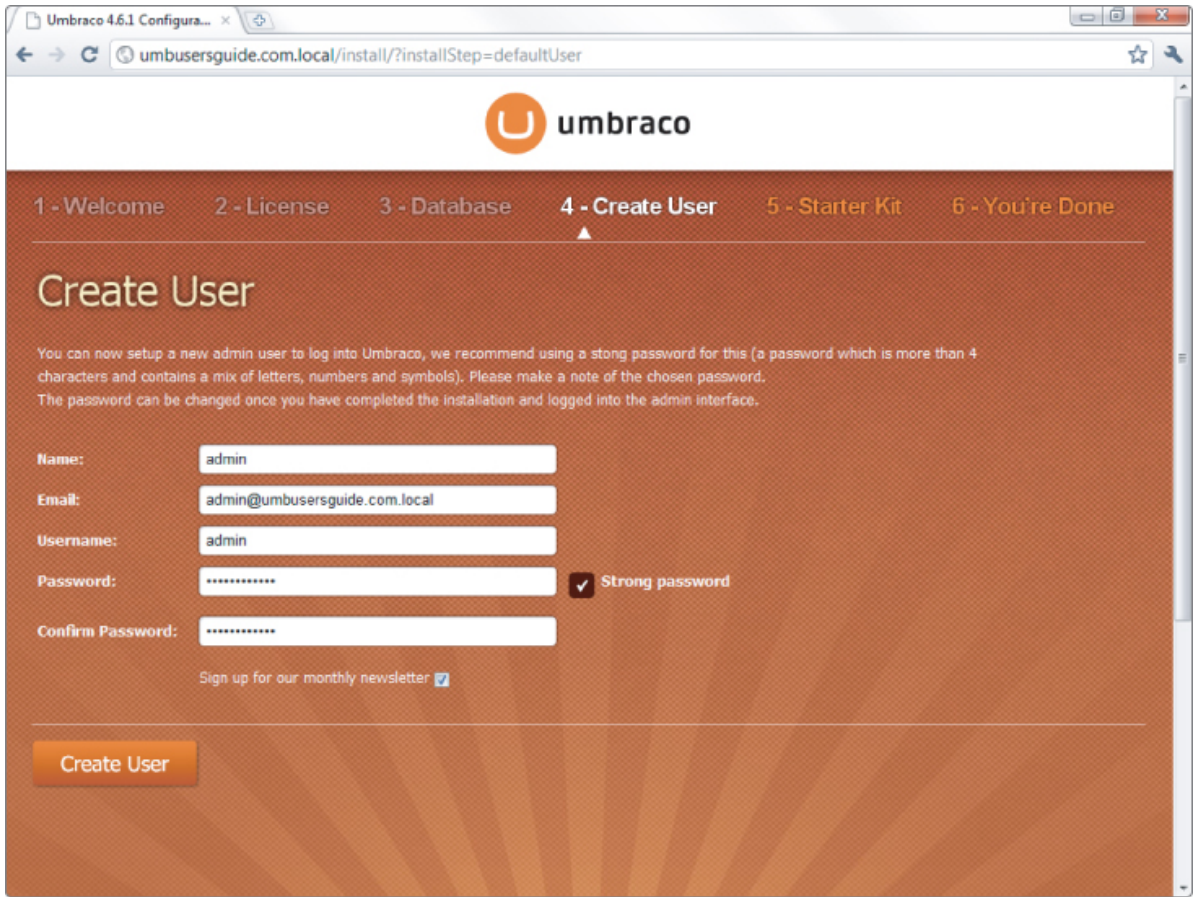 Umbraco 4.6.1 Configura...
umbusersguide.com.local/install/?installStep=defaultUser
umbraco
1 - Welcome 2 - License 3 - Database 4 - Create User 5 - Starter Kit 6 - You're Done
Create User
You can now setup a new admin user to log into Umbraco, we recommend using a stong password for this (a password which is more than 4
characters and contains a mix of letters, numbers and symbols). Please make a note of the chosen password.
The password can be changed once you have completed the installation and logged into the admin interface.
Name: admin
Email: admin@umbusersguide.com.local
Username: admin
Password: •••••••••••• Strong password
Confirm Password: ••••••••••••
Sign up for our monthly newsletter
Create User